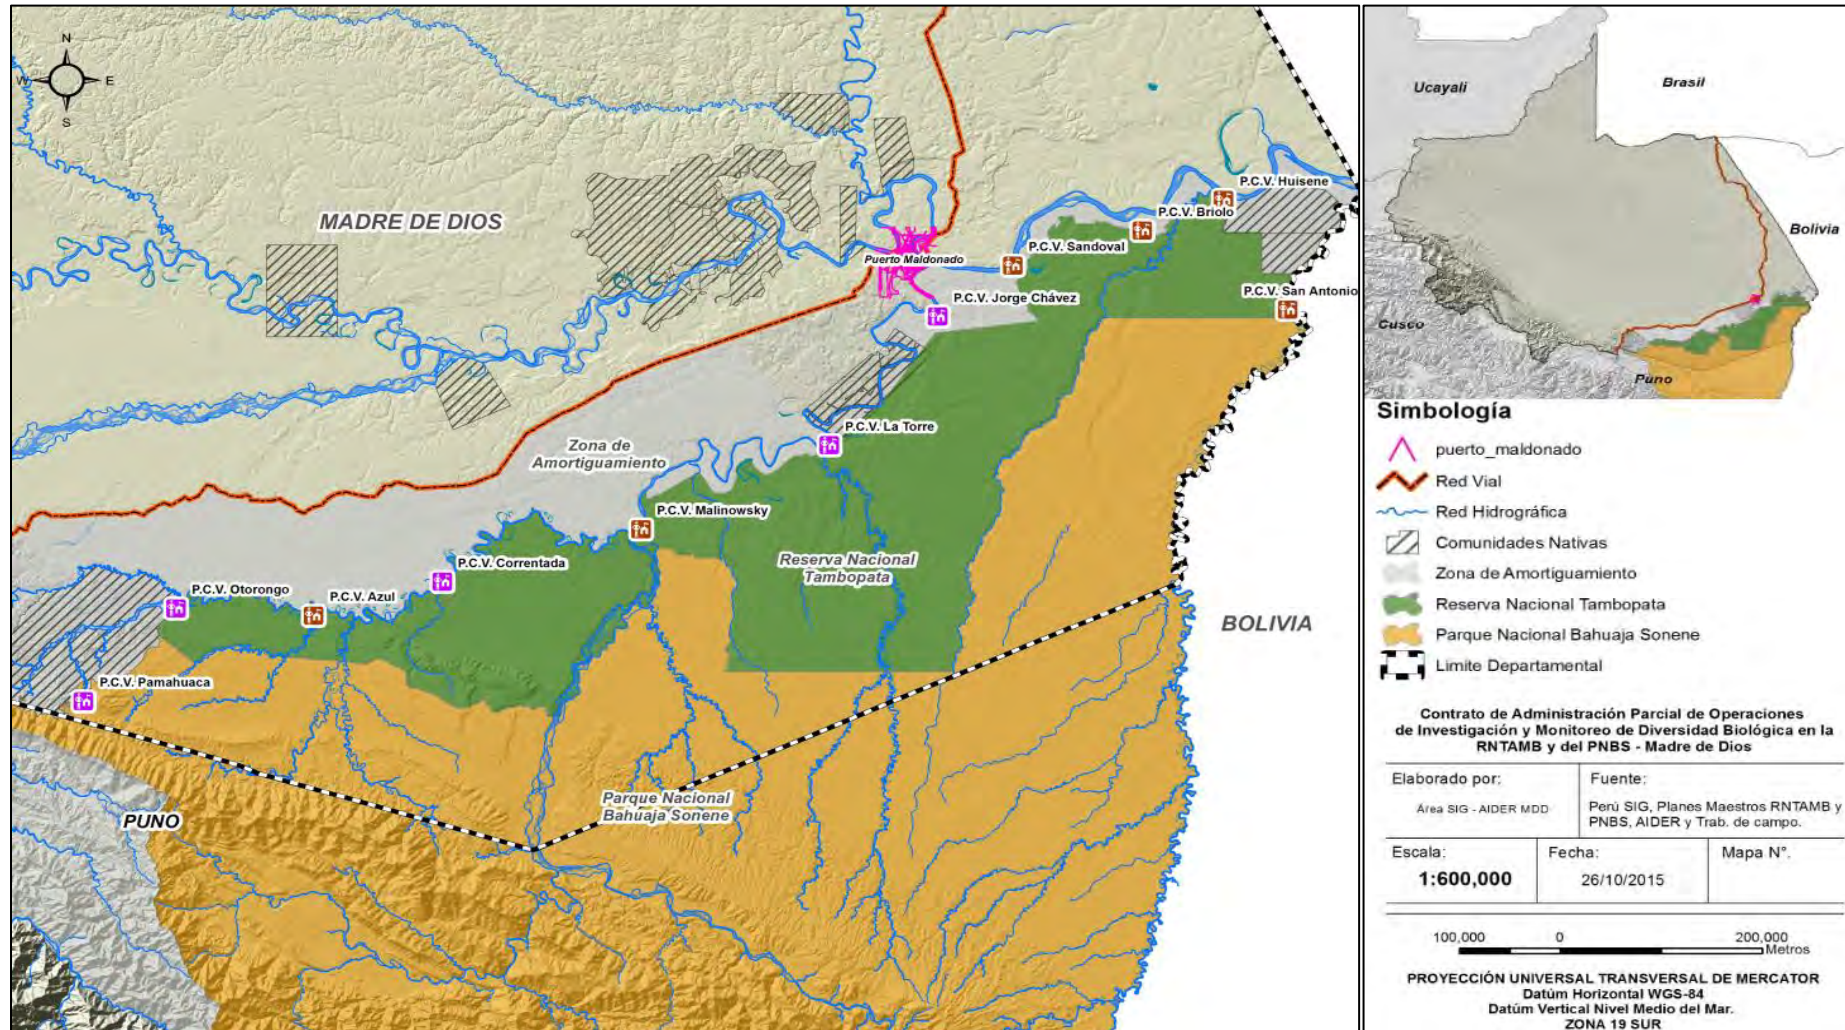 N
W
E
S
MADRE DE DIOS
Puerto Maldonado
P.C.V. Huisene
P.C.V. Briolo
P.C.V. Sandoval
P.C.V. San Antonio
P.C.V. Jorge Chávez
P.C.V. La Torre
Zona de
Amortiguamiento
P.C.V. Malinowsky
Reserva Nacional
Tambopata
P.C.V. Correntada
P.C.V. Otorongo
P.C.V. Azul
P.C.V. Pamahuaca
BOLIVIA
Parque Nacional
Bahuaja Sonene
PUNO
Ucayali
Brasil
Bolivia
Cusco
Puno
Simbología
puerto_maldonado
Red Vial
Red Hidrográfica
Comunidades Nativas
Zona de Amortiguamiento
Reserva Nacional Tambopata
Parque Nacional Bahuaja Sonene
Limite Departamental
Contrato de Administración Parcial de Operaciones
de Investigación y Monitoreo de Diversidad Biológica en la
RNTAMB y del PNBS - Madre de Dios
Elaborado por:
Área SIG - AIDER MDD
Fuente:
Perú SIG, Planes Maestros RNTAMB y
PNBS, AIDER y Trab. de campo.
Escala:
1:600,000
Fecha:
26/10/2015
Mapa N°.
100,000 0 200,000
Metros
PROYECCIÓN UNIVERSAL TRANSVERSAL DE MERCATOR
Datúm Horizontal WGS-84
Datúm Vertical Nivel Medio del Mar.
ZONA 19 SUR